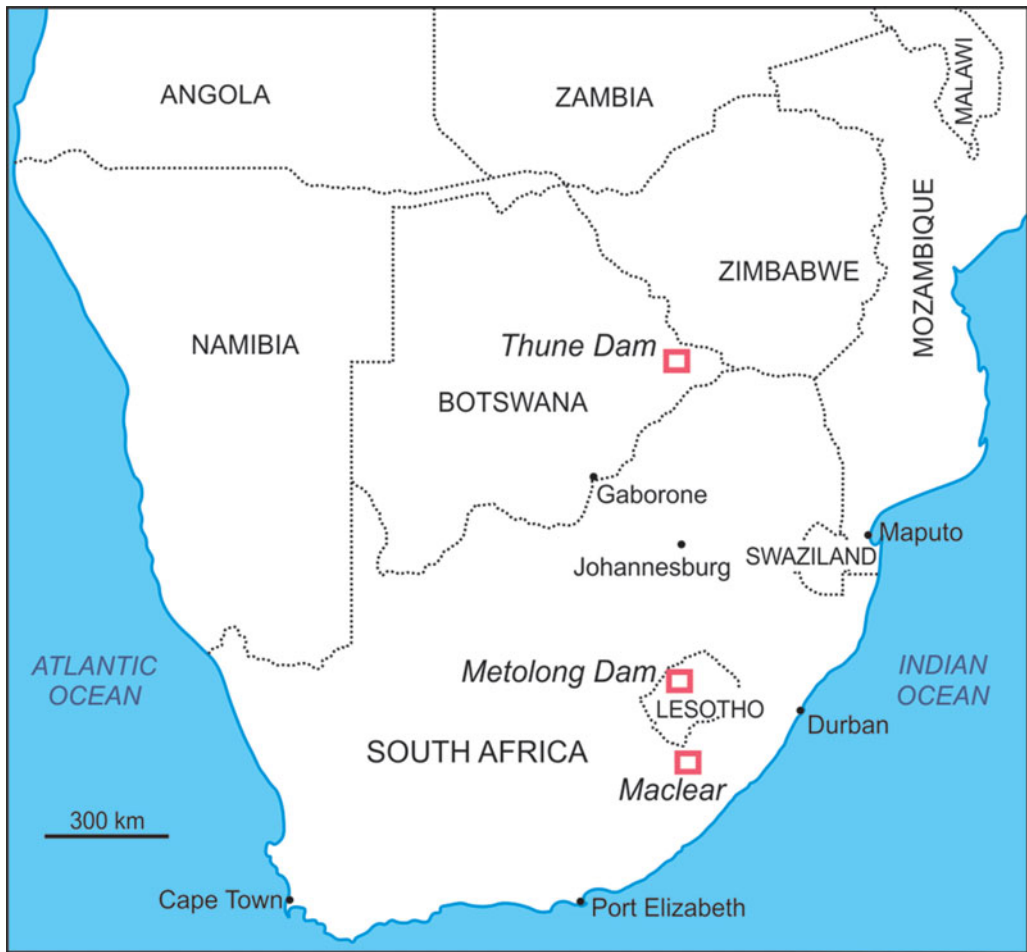 ANGOLA
ZAMBIA
MALAWI
MOZAMBIQUE
ZIMBABWE
NAMIBIA
Thune Dam
BOTSWANA
Gaborone
Maputo
Johannesburg
SWAZILAND
ATLANTIC
OCEAN
Metolong Dam
INDIAN
OCEAN
LESOTHO
Durban
SOUTH AFRICA
Maclear
300 km
Cape Town
Port Elizabeth